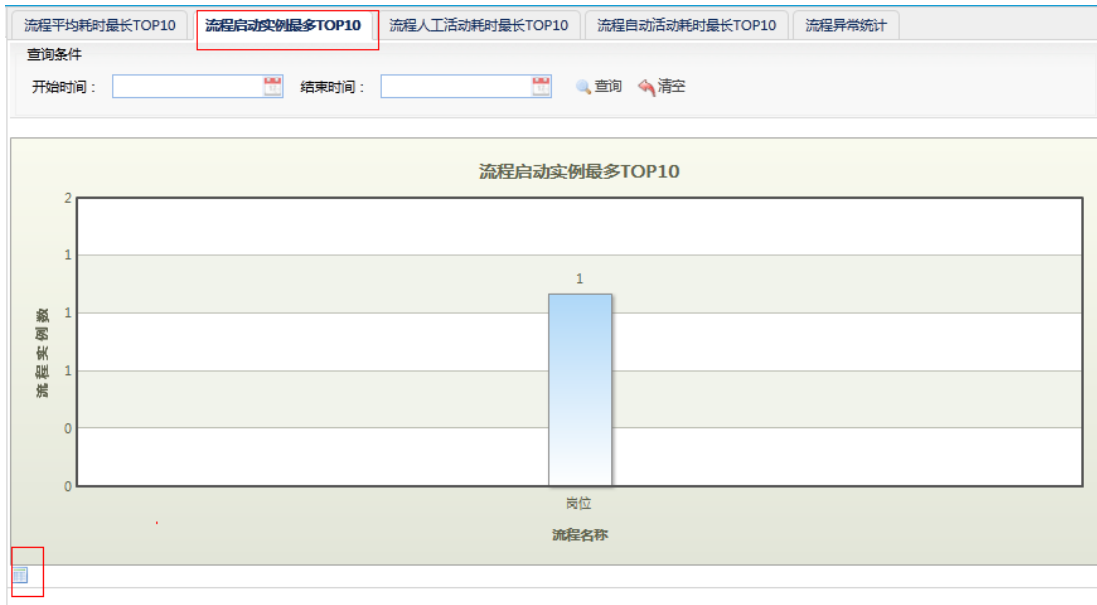 流程平均耗时最长TOP10 流程启动实例最多TOP10 流程人工活动耗时最长TOP10 流程自动活动耗时最长TOP10 流程异常统计
查询条件
开始时间： 结束时间： 查询 清空
流程启动实例最多TOP10
2
1
1
1
0
0
流程实例数
1
岗位
流程名称